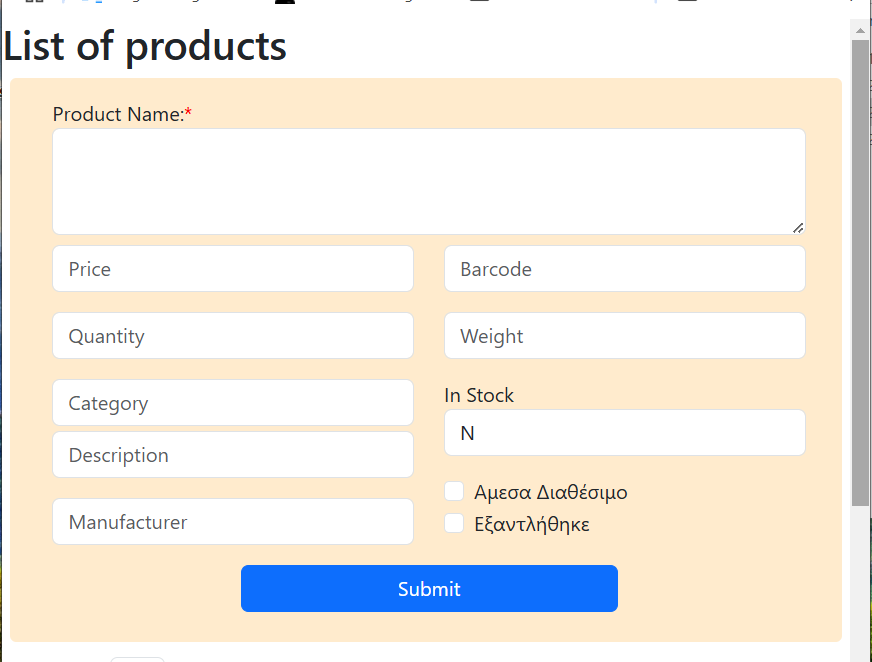 List of products
Product Name:*
Price
Barcode
Quantity
Weight
Category
In Stock
N
Description
Αμεσα Διαθέσιμο
Manufacturer
Εξαντλήθηκε
Submit